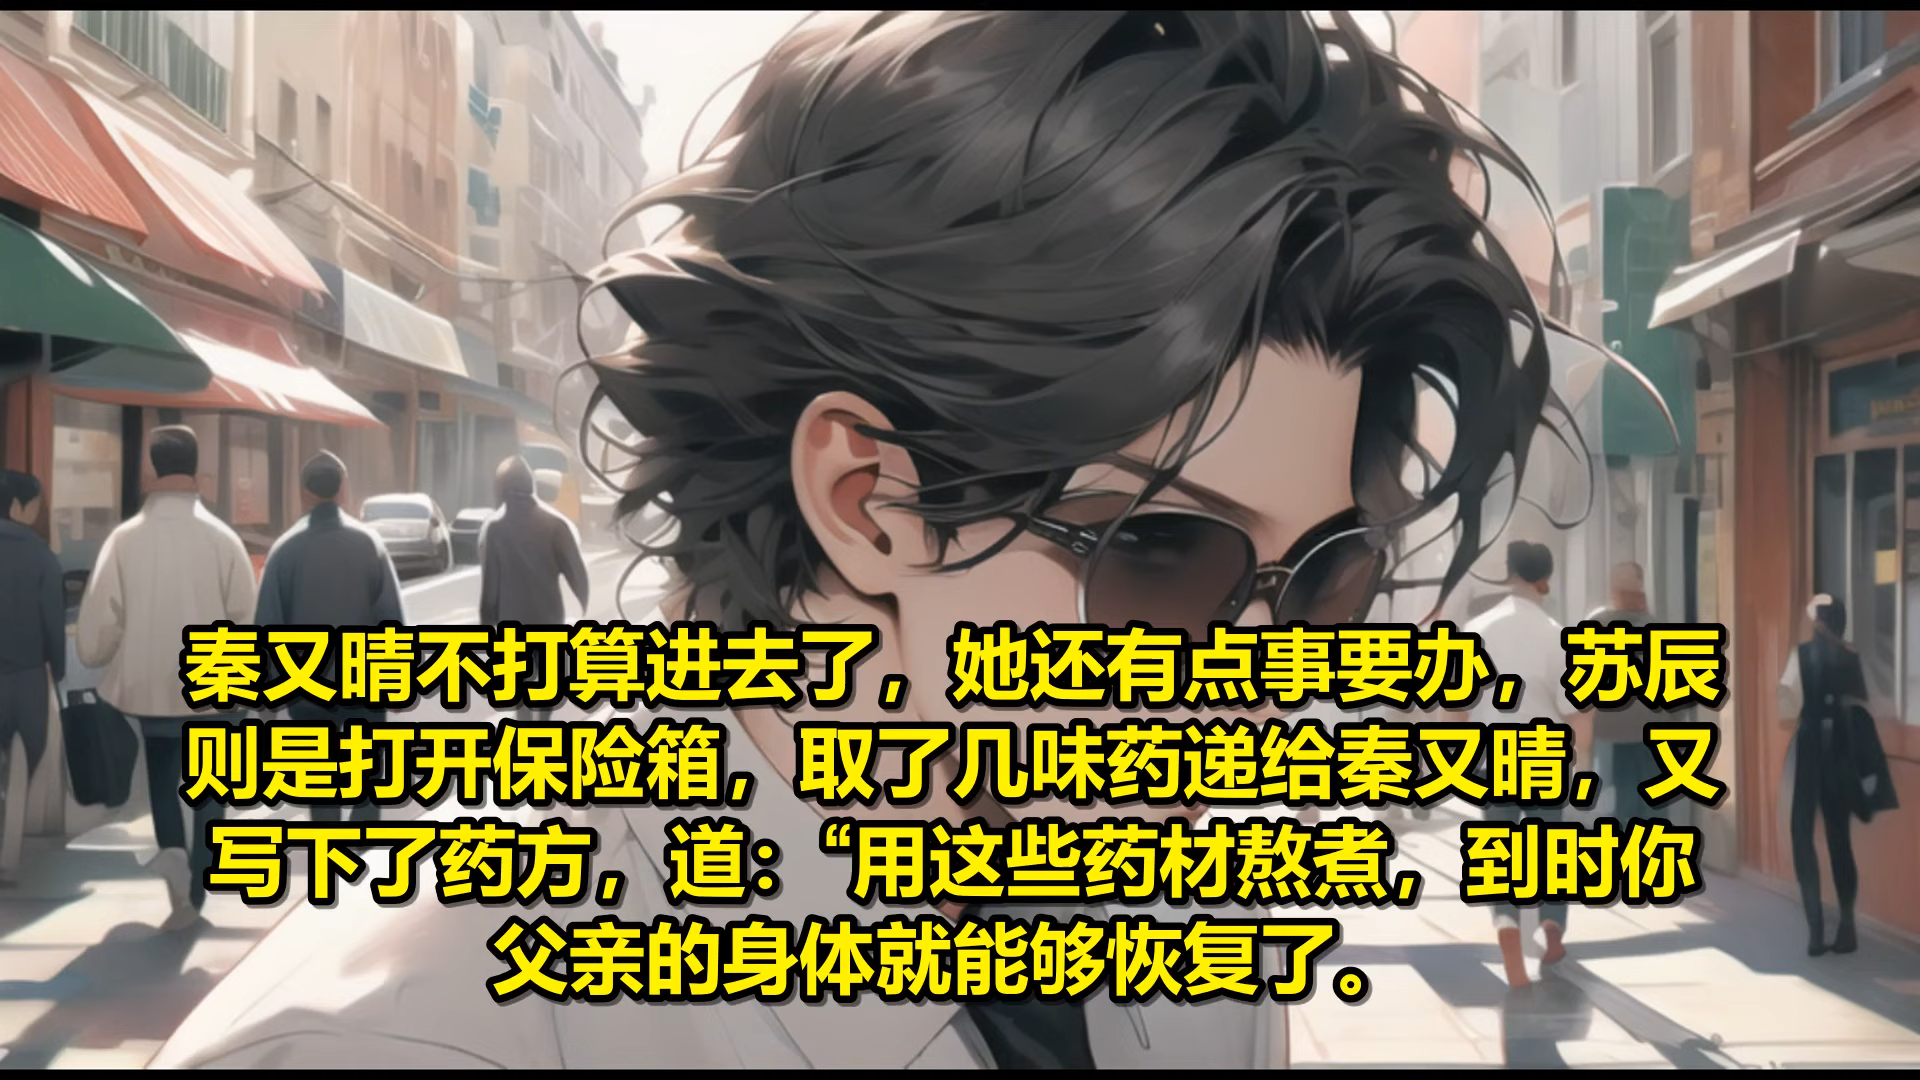 秦又晴不打算进去了，她还有点事要办，苏辰
则是打开保险箱，取了几味药递给秦又晴，又
写下了药方，道：“用这些药材熬煮，到时你
父亲的身体就能够恢复了。